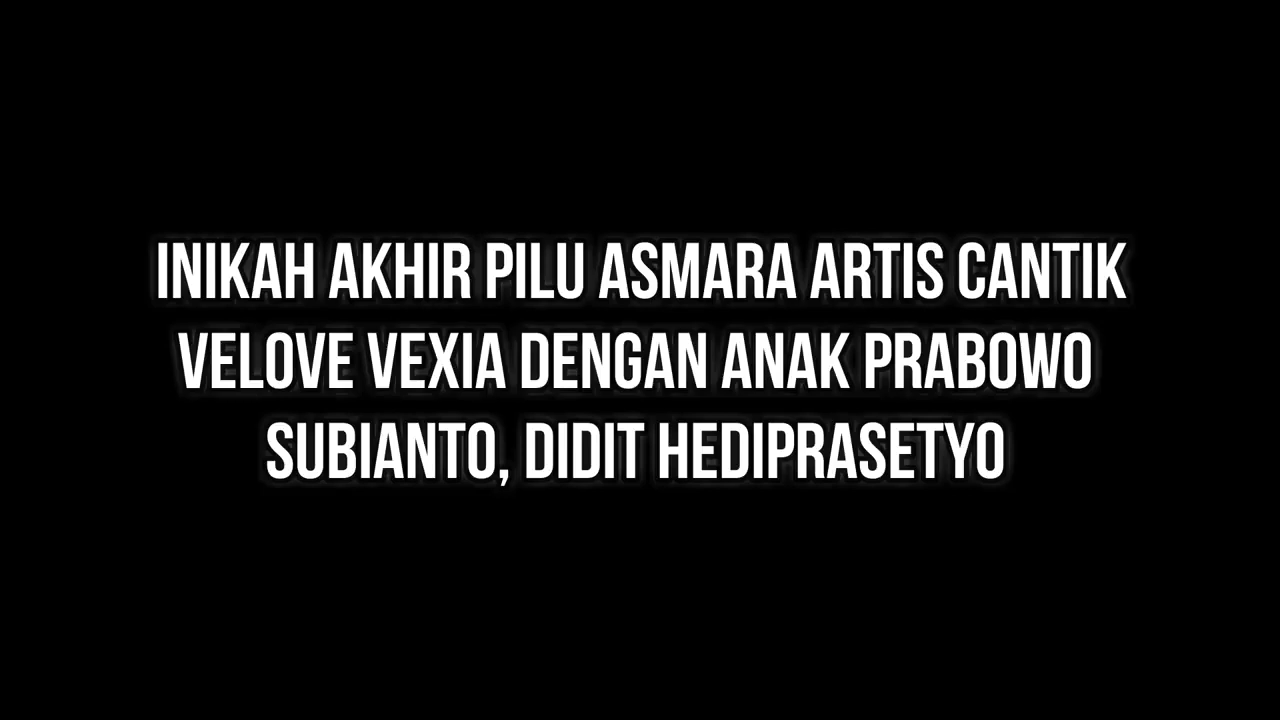 INIKAH AKHIR PILU ASMARA ARTIS CANTIK
VELOVE VEXIA DENGAN ANAK PRABOWO
SUBIANTO, DIDIT HEDIPRASETYO